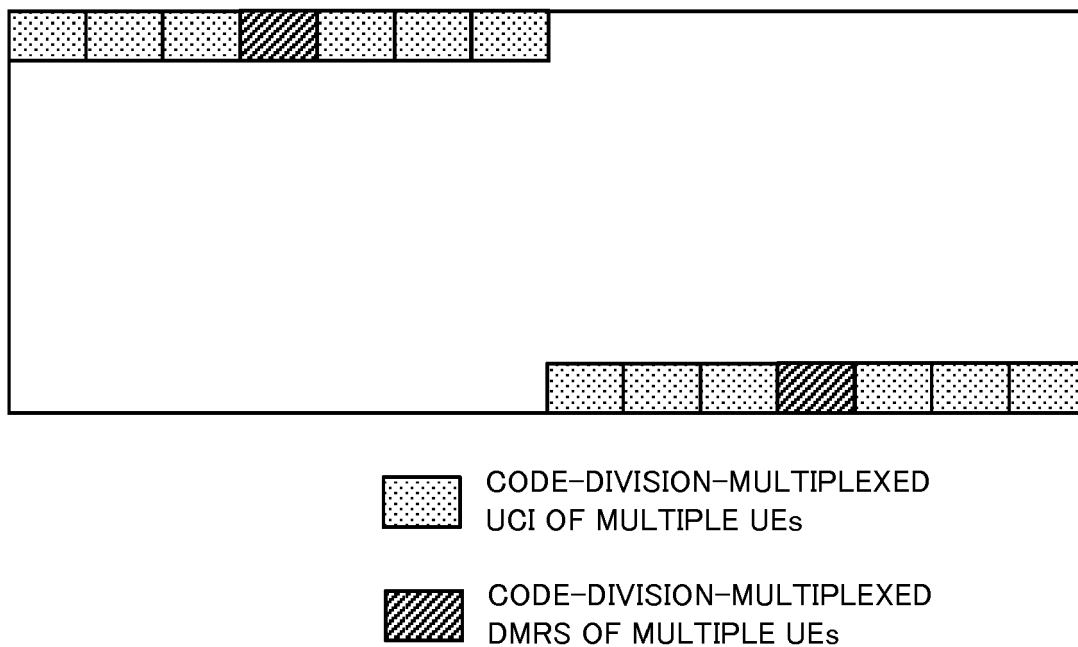 CODE-DIVISION-MULTIPLEXED
UCI OF MULTIPLE UEs
CODE-DIVISION-MULTIPLEXED
DMRS OF MULTIPLE UEs